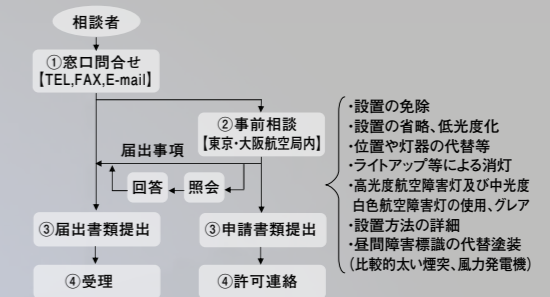 相談者
①窓口問合せ
【TEL,FAX,E-mail】
②事前相談
【東京・大阪航空局内】
届出事項
回答
照会
③届出書類提出
③申請書類提出
④受理
④許可連絡
・設置の免除
・設置の省略、低光度化
・位置や灯器の代替等
・ライトアップ等による消灯
・高光度航空障害灯及び中光度
白色航空障害灯の使用、グレア
・設置方法の詳細
・昼間障害標識の代替塗装
(比較的太い煙突、風力発電機)